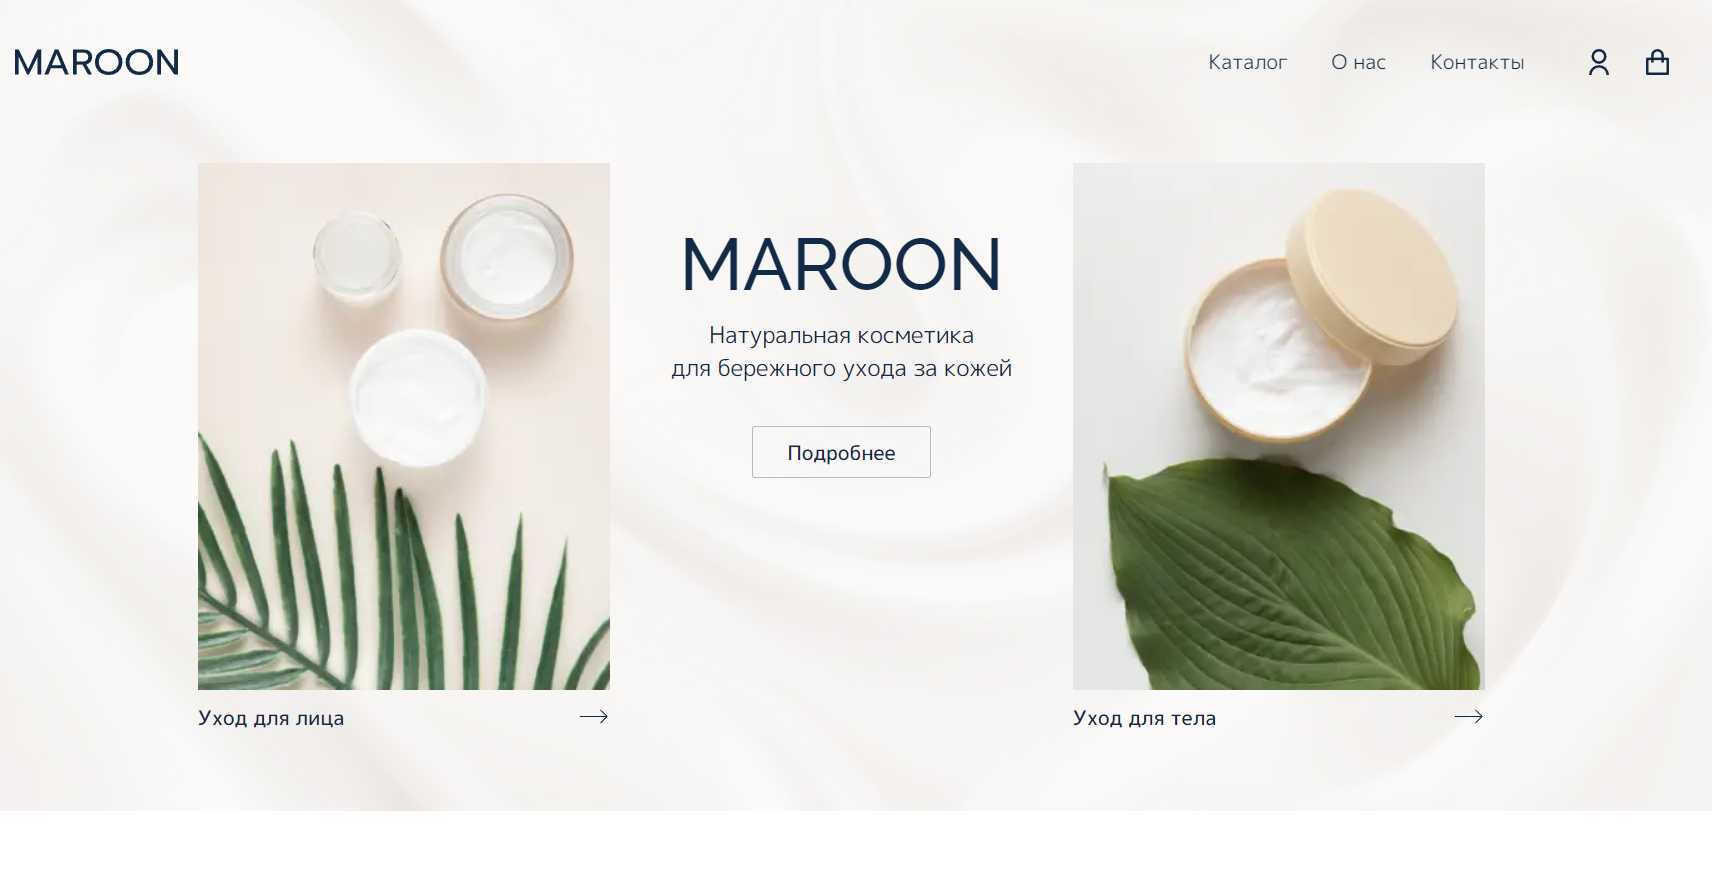 MAROON
Каталог
О нас
Контакты
MAROON
Натуральная косметика
для бережного ухода за кожей
Подробнее
Уход для лица
Уход для тела